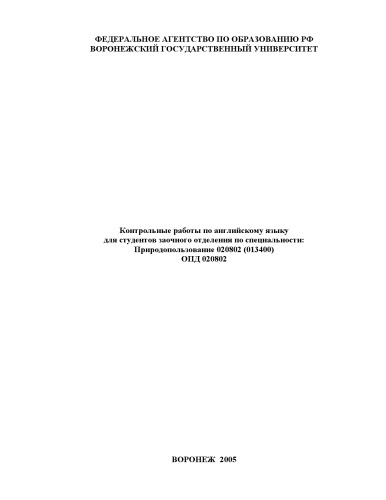 ФЕДЕРАЛЬНОЕ АГЕНТСТВО ПО ОБРАЗОВАНИЮ РФ
ВОРОНЕЖСКИЙ ГОСУДАРСТВЕННЫЙ УНИВЕРСИТЕТ
Контрольные работы по английскому языку
для студентов заочного отделения по специальности:
Природопользование 020802 (013400)
ОПД 020802
ВОРОНЕЖ 2005